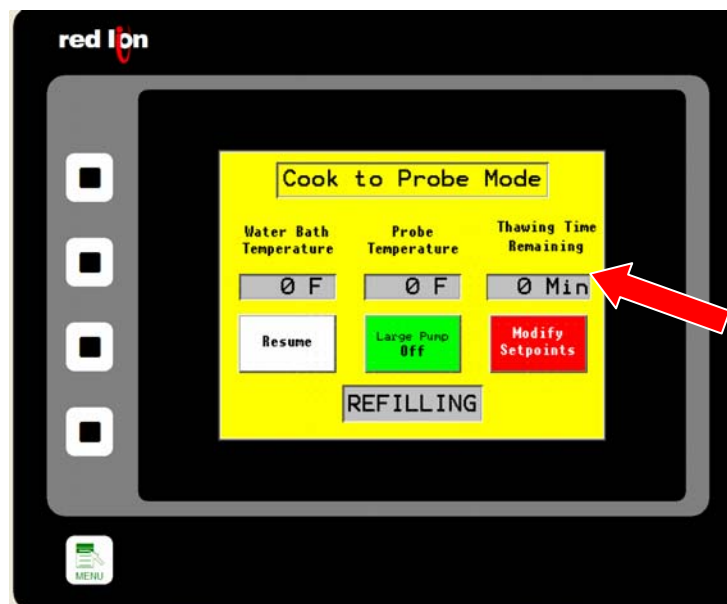 red lion
Cook to Probe Mode
Water Bath
Temperature
Probe
Temperature
Thawing Time
Remaining
0 F
0 F
0 Min
Resume
Large Pump
Off
Modify
Setpoints
REFILLING
MENU